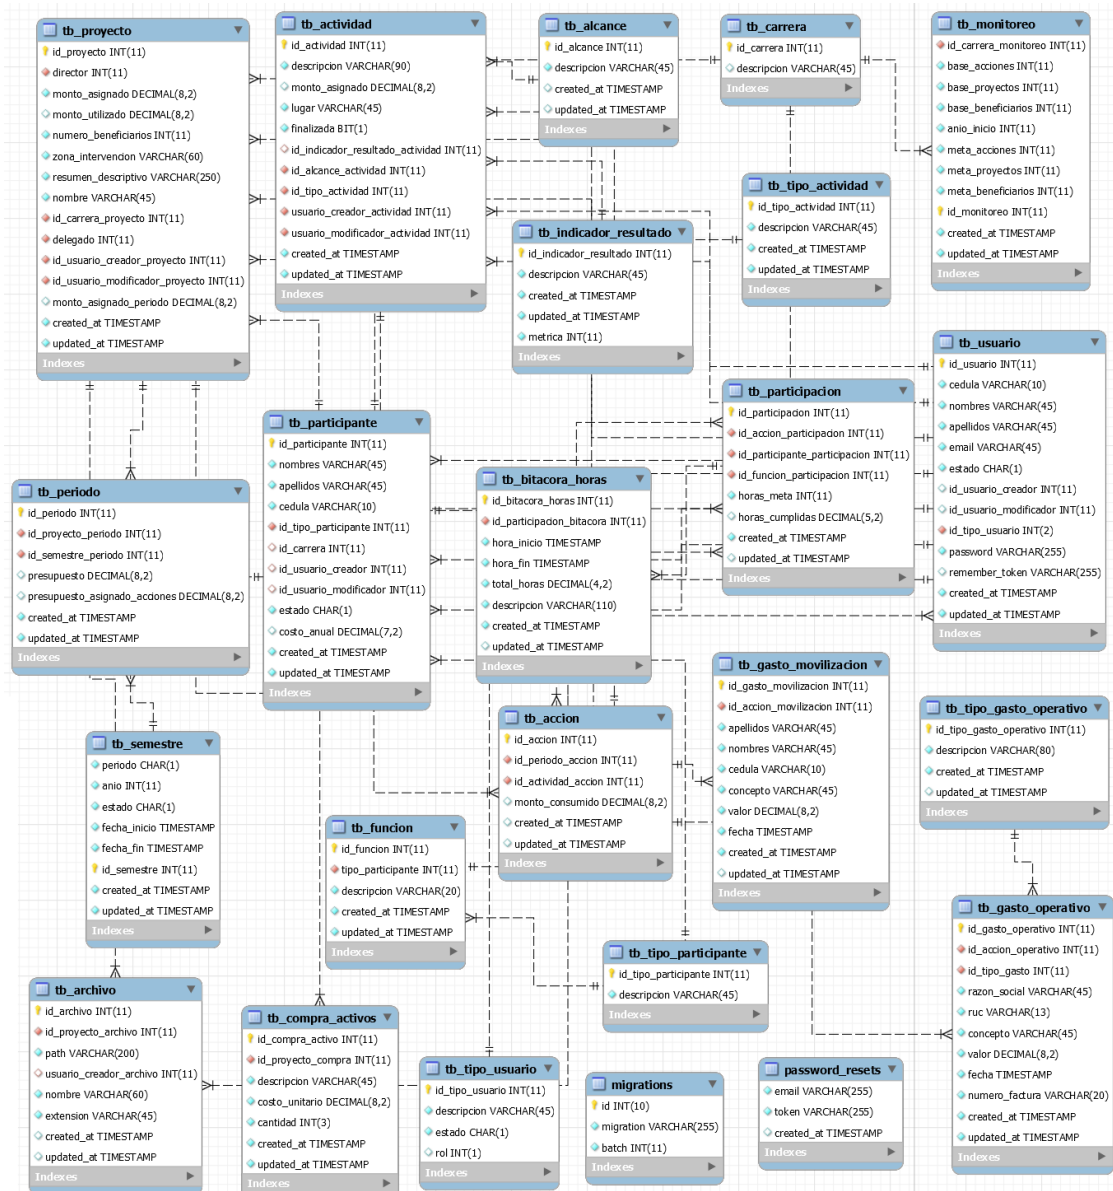 tb_proyecto
id_proyecto INT(11)
director INT(11)
monto_asignado DECIMAL(8,2)
monto_utilizado DECIMAL(8,2)
numero_beneficiarios INT(11)
zona_intervencion VARCHAR(60)
resumen_descriptivo VARCHAR(250)
nombre VARCHAR(45)
id_carrera_proyecto INT(11)
delegado INT(11)
id_usuario_creador_proyecto INT(11)
id_usuario_modificador_proyecto INT(11)
monto_asignado_periodo DECIMAL(8,2)
created_at TIMESTAMP
updated_at TIMESTAMP
Indexes
tb_actividad
id_actividad INT(11)
descripcion VARCHAR(90)
monto_asignado DECIMAL(8,2)
lugar VARCHAR(45)
finalizada BIT(1)
id_indicador_resultado_actividad INT(11)
id_alcance_actividad INT(11)
id_tipo_actividad INT(11)
usuario_creador_actividad INT(11)
usuario_modificador_actividad INT(11)
created_at TIMESTAMP
updated_at TIMESTAMP
Indexes
tb_alcance
id_alcance INT(11)
descripcion VARCHAR(45)
created_at TIMESTAMP
updated_at TIMESTAMP
Indexes
tb_carrera
id_carrera INT(11)
descripcion VARCHAR(45)
Indexes
tb_monitoreo
id_carrera_monitoreo INT(11)
base_acciones INT(11)
base_proyectos INT(11)
base_beneficiarios INT(11)
anio_inicio INT(11)
meta_acciones INT(11)
meta_proyectos INT(11)
meta_beneficiarios INT(11)
id_monitoreo INT(11)
created_at TIMESTAMP
updated_at TIMESTAMP
Indexes
tb_tipo_actividad
id_tipo_actividad INT(11)
descripcion VARCHAR(45)
created_at TIMESTAMP
updated_at TIMESTAMP
Indexes
tb_indicador_resultado
id_indicador_resultado INT(11)
descripcion VARCHAR(45)
created_at TIMESTAMP
updated_at TIMESTAMP
metrica INT(11)
Indexes
tb_usuario
id_usuario INT(11)
cedula VARCHAR(10)
nombres VARCHAR(45)
apellidos VARCHAR(45)
email VARCHAR(45)
estado CHAR(1)
id_usuario_creador INT(11)
id_usuario_modificador INT(11)
id_tipo_usuario INT(2)
password VARCHAR(255)
remember_token VARCHAR(255)
created_at TIMESTAMP
updated_at TIMESTAMP
Indexes
tb_participacion
id_participacion INT(11)
id_accion_participacion INT(11)
id_participante_participacion INT(11)
id_funcion_participacion INT(11)
horas_meta INT(11)
horas_cumplidas DECIMAL(5,2)
created_at TIMESTAMP
updated_at TIMESTAMP
Indexes
tb_participante
id_participante INT(11)
nombres VARCHAR(45)
apellidos VARCHAR(45)
cedula VARCHAR(10)
id_tipo_participante INT(11)
id_carrera INT(11)
id_usuario_creador INT(11)
id_usuario_modificador INT(11)
estado CHAR(1)
costo_anual DECIMAL(7,2)
created_at TIMESTAMP
updated_at TIMESTAMP
Indexes
tb_bitacora_horas
id_bitacora_horas INT(11)
id_participacion_bitacora INT(11)
hora_inicio TIMESTAMP
hora_fin TIMESTAMP
total_horas DECIMAL(4,2)
descripcion VARCHAR(110)
created_at TIMESTAMP
updated_at TIMESTAMP
Indexes
tb_periodo
id_periodo INT(11)
id_proyecto_periodo INT(11)
id_semestre_periodo INT(11)
presupuesto DECIMAL(8,2)
presupuesto_asignado_acciones DECIMAL(8,2)
created_at TIMESTAMP
updated_at TIMESTAMP
Indexes
tb_gasto_movilizacion
id_gasto_movilizacion INT(11)
id_accion_movilizacion INT(11)
apellidos VARCHAR(45)
nombres VARCHAR(45)
cedula VARCHAR(10)
concepto VARCHAR(45)
valor DECIMAL(8,2)
fecha TIMESTAMP
created_at TIMESTAMP
updated_at TIMESTAMP
Indexes
tb_tipo_gasto_operativo
id_tipo_gasto_operativo INT(11)
descripcion VARCHAR(80)
created_at TIMESTAMP
updated_at TIMESTAMP
Indexes
tb_accion
id_accion INT(11)
id_periodo_accion INT(11)
id_actividad_accion INT(11)
monto_consumido DECIMAL(8,2)
created_at TIMESTAMP
updated_at TIMESTAMP
Indexes
tb_semestre
periodo CHAR(1)
anio INT(11)
estado CHAR(1)
fecha_inicio TIMESTAMP
fecha_fin TIMESTAMP
id_semestre INT(11)
created_at TIMESTAMP
updated_at TIMESTAMP
Indexes
tb_funcion
id_funcion INT(11)
tipo_participante INT(11)
descripcion VARCHAR(20)
created_at TIMESTAMP
updated_at TIMESTAMP
Indexes
tb_gasto_operativo
id_gasto_operativo INT(11)
id_accion_operativo INT(11)
id_tipo_gasto INT(11)
razon_social VARCHAR(45)
ruc VARCHAR(13)
concepto VARCHAR(45)
valor DECIMAL(8,2)
fecha TIMESTAMP
numero_factura VARCHAR(20)
created_at TIMESTAMP
updated_at TIMESTAMP
Indexes
tb_tipo_participante
id_tipo_participante INT(11)
descripcion VARCHAR(45)
Indexes
tb_archivo
id_archivo INT(11)
id_proyecto_archivo INT(11)
path VARCHAR(200)
usuario_creador_archivo INT(11)
nombre VARCHAR(60)
extension VARCHAR(45)
created_at TIMESTAMP
updated_at TIMESTAMP
Indexes
tb_compra_activos
id_compra_activo INT(11)
id_proyecto_compra INT(11)
descripcion VARCHAR(45)
costo_unitario DECIMAL(8,2)
cantidad INT(3)
created_at TIMESTAMP
updated_at TIMESTAMP
Indexes
tb_tipo_usuario
id_tipo_usuario INT(11)
descripcion VARCHAR(45)
estado CHAR(1)
rol INT(1)
Indexes
migrations
id INT(10)
migration VARCHAR(255)
batch INT(11)
Indexes
password_resets
email VARCHAR(255)
token VARCHAR(255)
created_at TIMESTAMP
Indexes